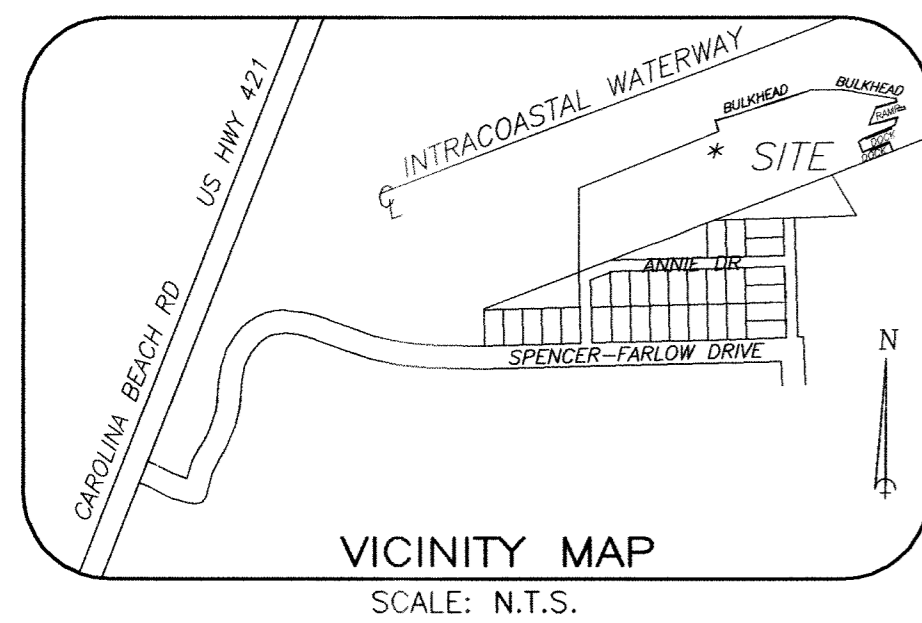 US HWY 421
CAROLINA BEACH RD
℄ INTRACOASTAL WATERWAY
BULKHEAD
BULKHEAD
RAMP
DOCK
DOCK
* SITE
ANNIE DR
SPENCER-FARLOW DRIVE
N
VICINITY MAP
SCALE: N.T.S.